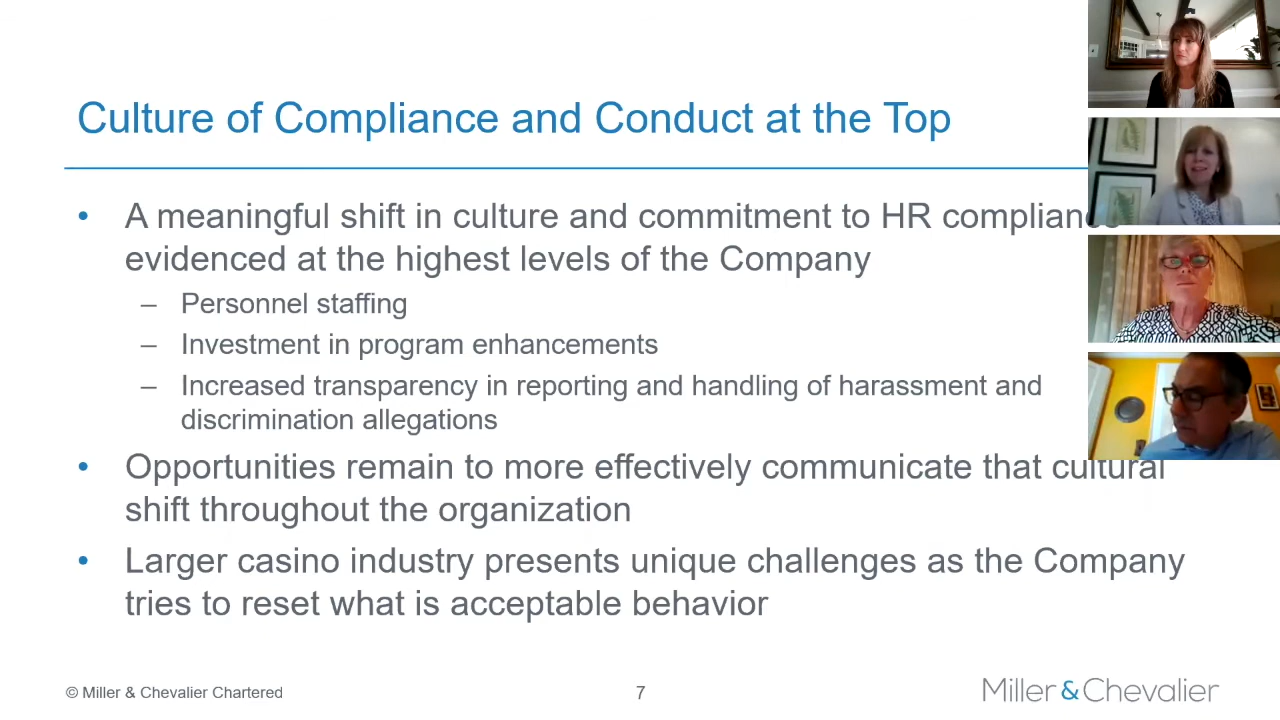 Culture of Compliance and Conduct at the Top
• A meaningful shift in culture and commitment to HR compliance
evidenced at the highest levels of the Company
– Personnel staffing
– Investment in program enhancements
– Increased transparency in reporting and handling of harassment and
discrimination allegations
• Opportunities remain to more effectively communicate that cultural
shift throughout the organization
• Larger casino industry presents unique challenges as the Company
tries to reset what is acceptable behavior
© Miller & Chevalier Chartered
7
Miller&Chevalier